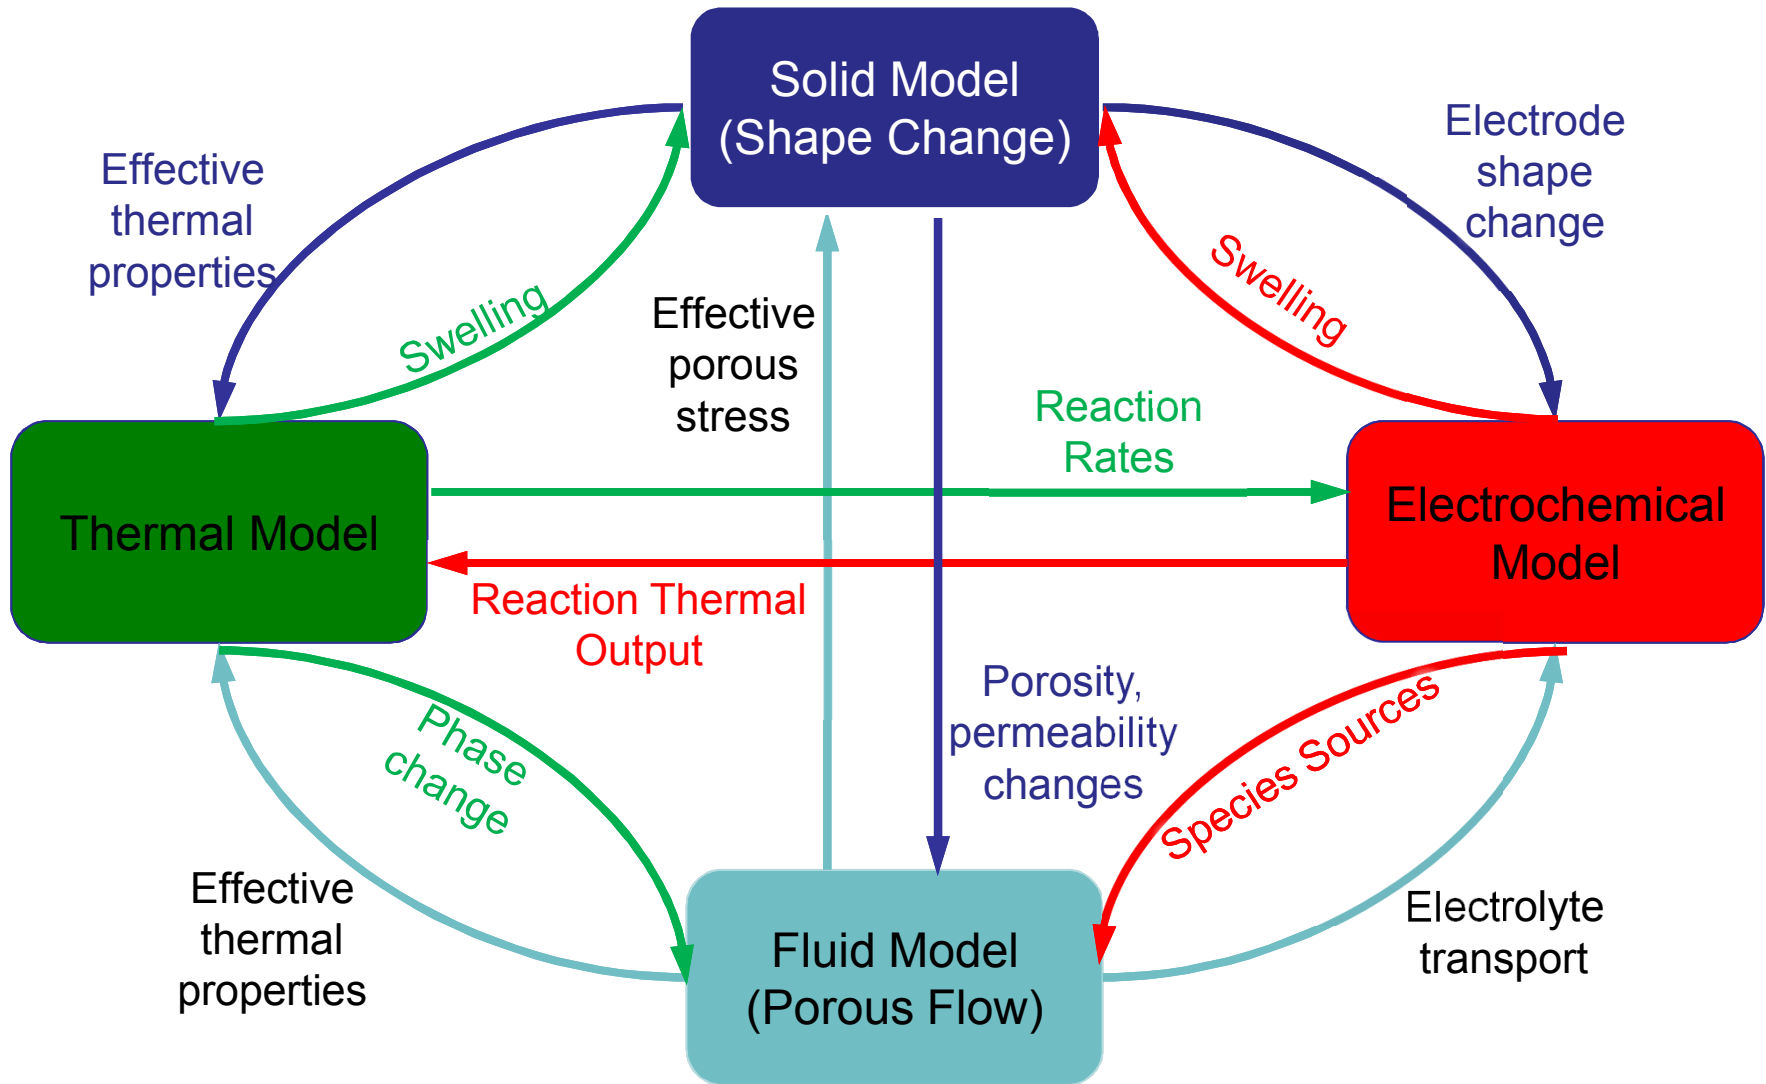 Solid Model
(Shape Change)
Electrode
shape
change
Effective
thermal
properties
Swelling
Swelling
Effective
porous
stress
Reaction
Rates
Thermal Model
Electrochemical
Model
Reaction Thermal
Output
Porosity,
permeability
changes
Phase
change
Species Sources
Effective
thermal
properties
Electrolyte
transport
Fluid Model
(Porous Flow)